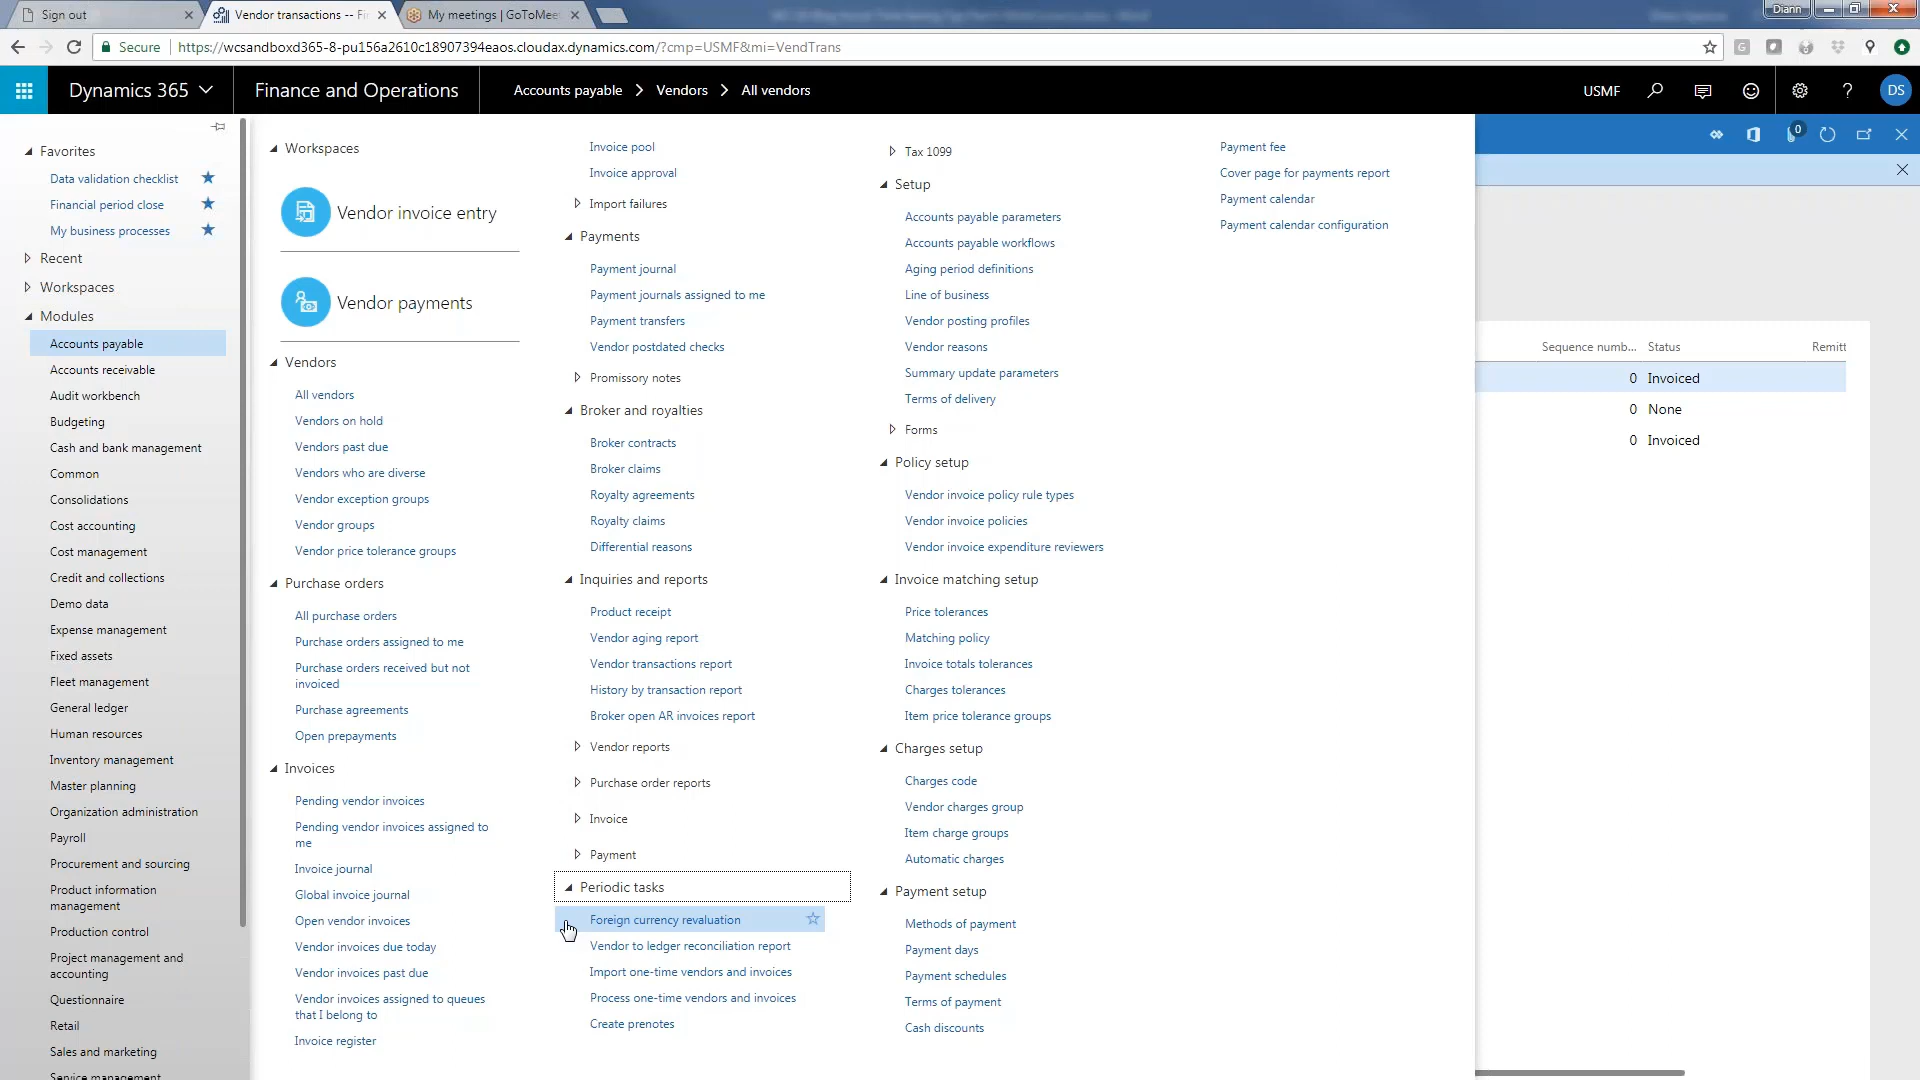 Sign out
Vendor transactions -- Fi
My meetings | GoToMee
Diann
Secure
https://wcsandboxd365-8-pu156a2610c18907394eaos.cloudax.dynamics.com/?cmp=USMF&mi=VendTrans
Dynamics 365
Finance and Operations
Accounts payable
Vendors
All vendors
USMF
?
DS
0
Favorites
Data validation checklist
Financial period close
My business processes
Recent
Workspaces
Modules
Accounts payable
Accounts receivable
Audit workbench
Budgeting
Cash and bank management
Common
Consolidations
Cost accounting
Cost management
Credit and collections
Demo data
Expense management
Fixed assets
Fleet management
General ledger
Human resources
Inventory management
Master planning
Organization administration
Payroll
Procurement and sourcing
Product information
management
Production control
Project management and
accounting
Questionnaire
Retail
Sales and marketing
Service management
Workspaces
Vendor invoice entry
Vendor payments
Vendors
All vendors
Vendors on hold
Vendors past due
Vendors who are diverse
Vendor exception groups
Vendor groups
Vendor price tolerance groups
Purchase orders
All purchase orders
Purchase orders assigned to me
Purchase orders received but not
invoiced
Purchase agreements
Open prepayments
Invoices
Pending vendor invoices
Pending vendor invoices assigned to
me
Invoice journal
Global invoice journal
Open vendor invoices
Vendor invoices due today
Vendor invoices past due
Vendor invoices assigned to queues
that I belong to
Invoice register
Invoice pool
Invoice approval
Import failures
Payments
Payment journal
Payment journals assigned to me
Payment transfers
Vendor postdated checks
Promissory notes
Broker and royalties
Broker contracts
Broker claims
Royalty agreements
Royalty claims
Differential reasons
Inquiries and reports
Product receipt
Vendor aging report
Vendor transactions report
History by transaction report
Broker open AR invoices report
Vendor reports
Purchase order reports
Invoice
Payment
Periodic tasks
Foreign currency revaluation
Vendor to ledger reconciliation report
Import one-time vendors and invoices
Process one-time vendors and invoices
Create prenotes
Tax 1099
Setup
Accounts payable parameters
Accounts payable workflows
Aging period definitions
Line of business
Vendor posting profiles
Vendor reasons
Summary update parameters
Terms of delivery
Forms
Policy setup
Vendor invoice policy rule types
Vendor invoice policies
Vendor invoice expenditure reviewers
Invoice matching setup
Price tolerances
Matching policy
Invoice totals tolerances
Charges tolerances
Item price tolerance groups
Charges setup
Charges code
Vendor charges group
Item charge groups
Automatic charges
Payment setup
Methods of payment
Payment days
Payment schedules
Terms of payment
Cash discounts
Payment fee
Cover page for payments report
Payment calendar
Payment calendar configuration
Sequence numb... Status Remitt
0 Invoiced
0 None
0 Invoiced